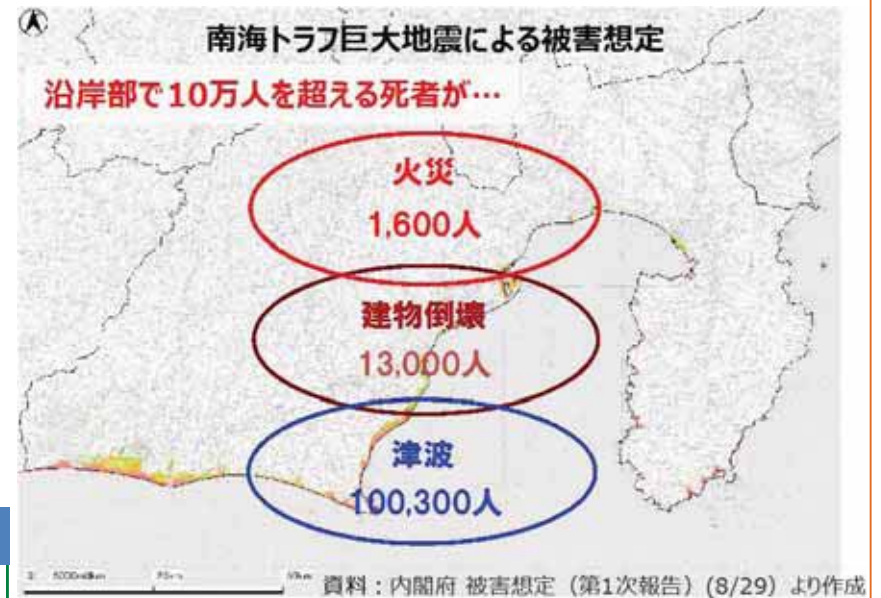 南海トラフ巨大地震による被害想定
沿岸部で10万人を超える死者が…
火災
1,600人
建物倒壊
13,000人
津波
100,300人
資料：内閣府 被害想定（第1次報告）(8/29) より作成